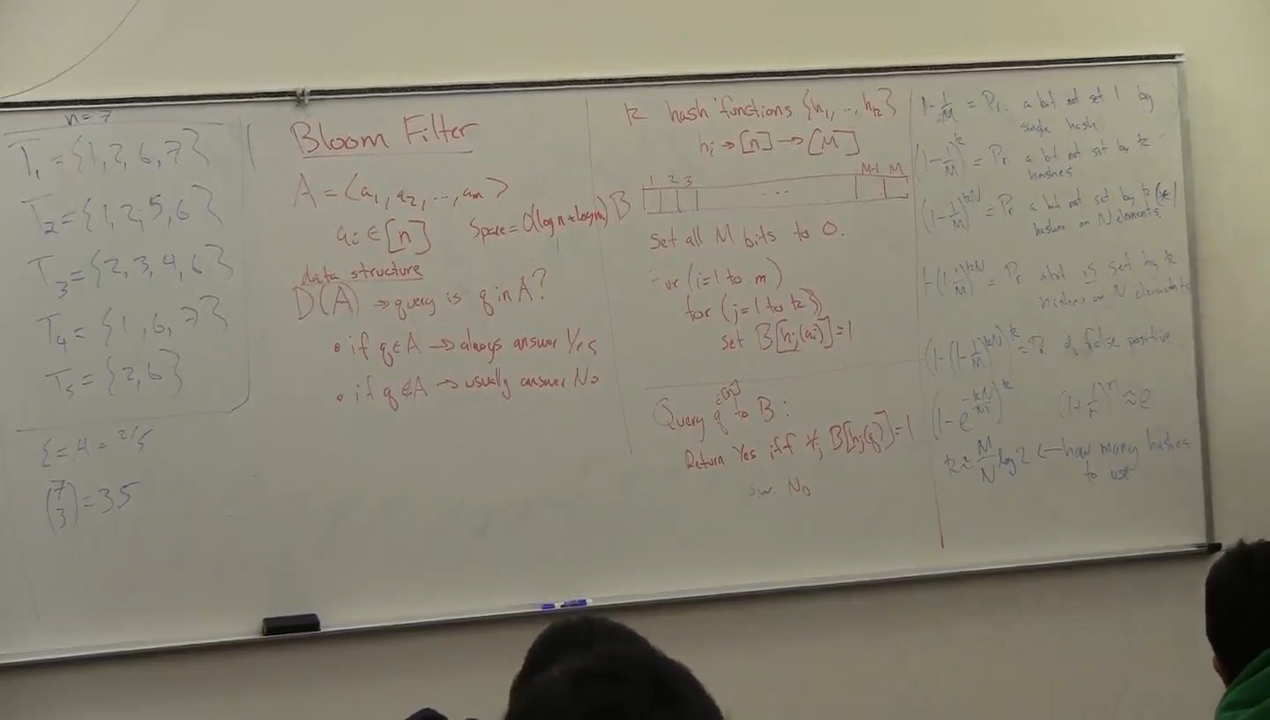 n=7
T₁ = {1, 2, 6, 7}
T₂ = {1, 2, 5, 6}
T₃ = {2, 3, 4, 6}
T₄ = {1, 6, 7}
T₅ = {2, 6}
= 4 = 2/5
(7 3) = 35
Bloom Filter
A = <a₁, a₂, ..., aₘ>
aᵢ ∈ [n] Space = O(log n + log m)
data structure
D(A) → query is q in A?
• if q∈A → always answer Yes
• if q∉A → usually answer No
k hash functions {h₁, .., hₖ}
hᵢ → [n] → [M]
1 2 3 M-1 M
B ...
Set all M bits to 0.
for (i=1 to m)
for (j=1 to k)
set B[hⱼ(aᵢ)]=1
∈[n]
Query q to B:
Return Yes iff ∀ⱼ B[hⱼ(q)]=1
o.w. No
1-1/M = Pr. a bit not set 1 by
single hash
(1-1/M)^k = Pr. a bit not set by k
hashes
(1-1/M)^kN = Pr a bit not set by k
hashes on N elements
1-(1-1/M)^kN = Pr a bit is set by k
hashes on N elements
(1-(1-1/M)^kN)^k = Pr of false positive
(1-e^-kN/M)^k (1+1/n)^n ≈ e
k ≈ M/N log 2 ← how many hashes
to use